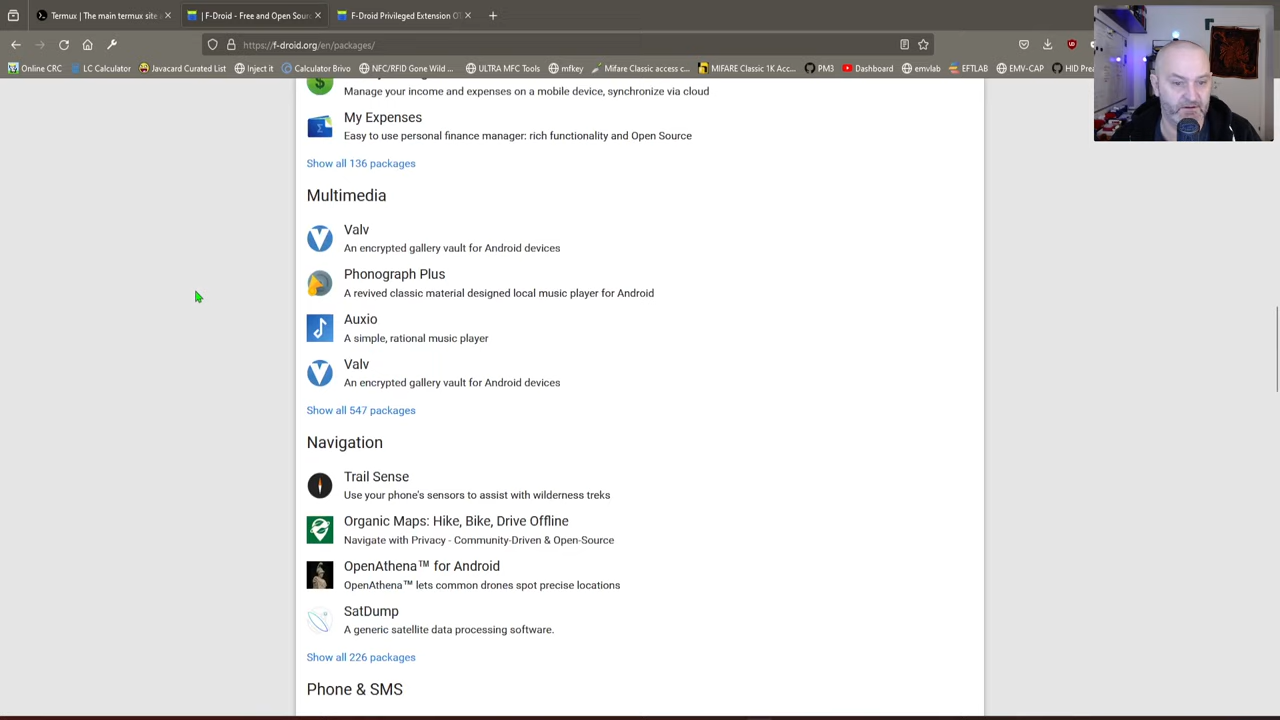 Termux | The main termux site a
| F-Droid - Free and Open Sour
F-Droid Privileged Extension OT
https://f-droid.org/en/packages/
Online CRC
LC Calculator
Javacard Curated List
Inject it
Calculator Brivo
NFC/RFID Gone Wild ...
ULTRA MFC Tools
mfkey
Mifare Classic access c...
MIFARE Classic 1K Acc...
PM3
Dashboard
emvlab
EFTLAB
EMV-CAP
HID Prea
Manage your income and expenses on a mobile device, synchronize via cloud
My Expenses
Easy to use personal finance manager: rich functionality and Open Source
Show all 136 packages
Multimedia
Valv
An encrypted gallery vault for Android devices
Phonograph Plus
A revived classic material designed local music player for Android
Auxio
A simple, rational music player
Valv
An encrypted gallery vault for Android devices
Show all 547 packages
Navigation
Trail Sense
Use your phone's sensors to assist with wilderness treks
Organic Maps: Hike, Bike, Drive Offline
Navigate with Privacy - Community-Driven & Open-Source
OpenAthena™ for Android
OpenAthena™ lets common drones spot precise locations
SatDump
A generic satellite data processing software.
Show all 226 packages
Phone & SMS